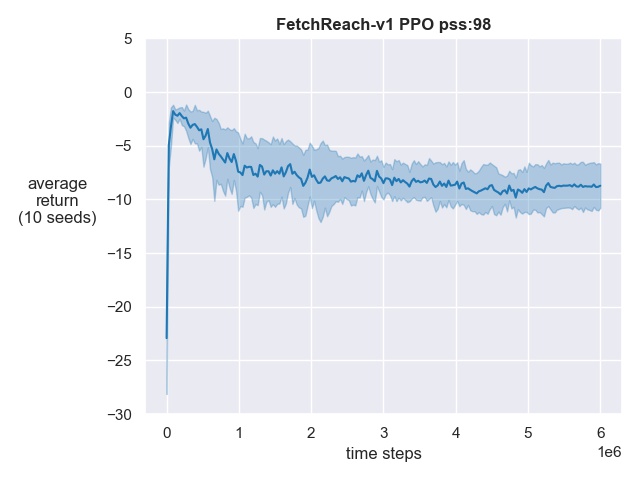 FetchReach-v1 PPO pss:98
5
0
−5
−10
−15
−20
−25
−30
average
return
(10 seeds)
0 1 2 3 4 5 6
1e6
time steps